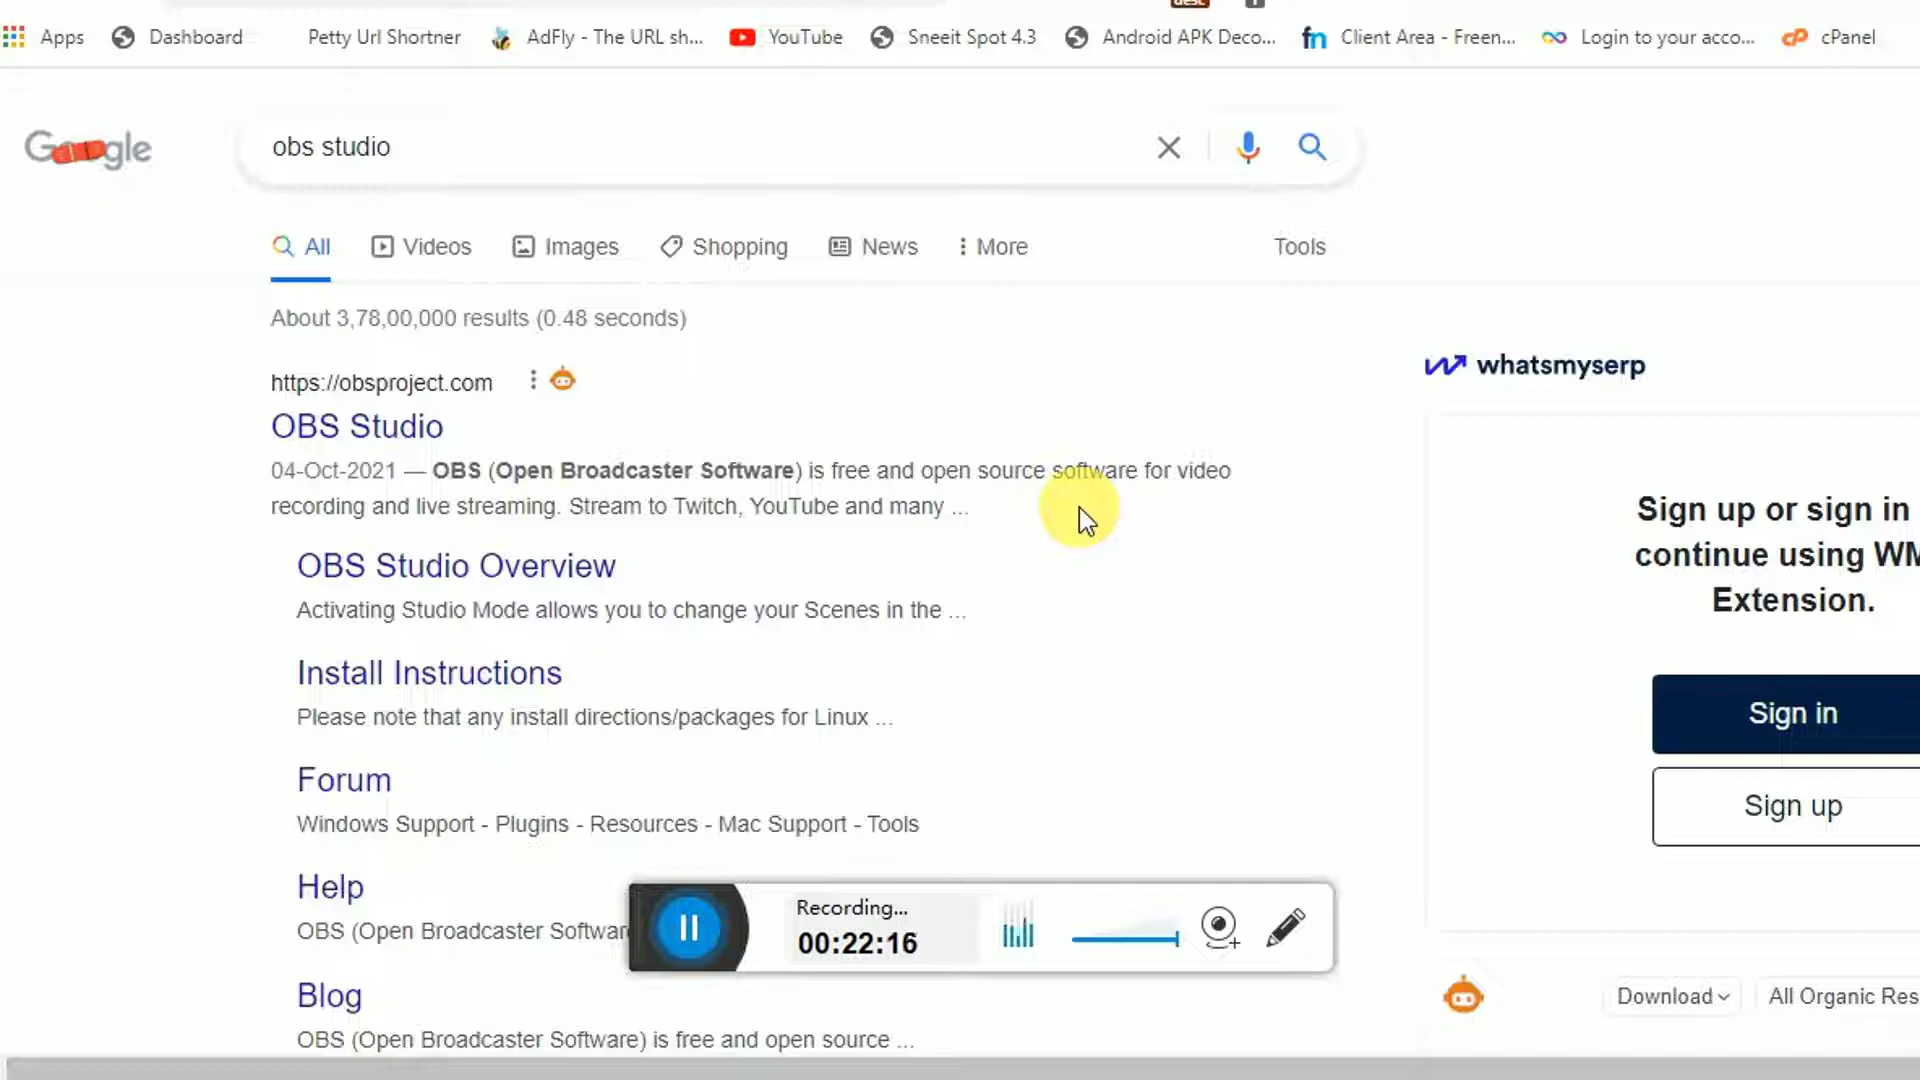 Apps Dashboard Petty Url Shortner AdFly - The URL sh... YouTube Sneeit Spot 4.3 Android APK Deco... Client Area - Freen... Login to your acco... cPanel
Google obs studio
All Videos Images Shopping News More Tools
About 3,78,00,000 results (0.48 seconds)
https://obsproject.com
OBS Studio
04-Oct-2021 — OBS (Open Broadcaster Software) is free and open source software for video
recording and live streaming. Stream to Twitch, YouTube and many ...
OBS Studio Overview
Activating Studio Mode allows you to change your Scenes in the ...
Install Instructions
Please note that any install directions/packages for Linux ...
Forum
Windows Support - Plugins - Resources - Mac Support - Tools
Help
OBS (Open Broadcaster Softwar
Blog
OBS (Open Broadcaster Software) is free and open source ...
whatsmyserp
Sign up or sign in
continue using WM
Extension.
Sign in
Sign up
Download All Organic Res
Recording...
00:22:16